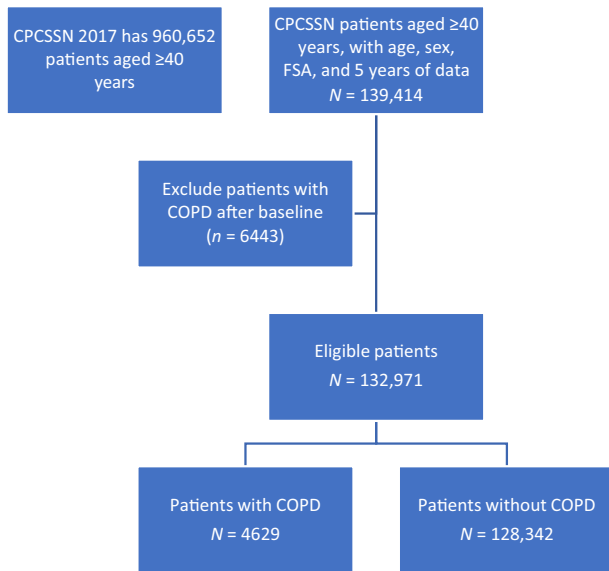 CPCSSN 2017 has 960,652
patients aged ≥40
years
CPCSSN patients aged ≥40
years, with age, sex,
FSA, and 5 years of data
N = 139,414
Exclude patients with
COPD after baseline
(n = 6443)
Eligible patients
N = 132,971
Patients with COPD
N = 4629
Patients without COPD
N = 128,342